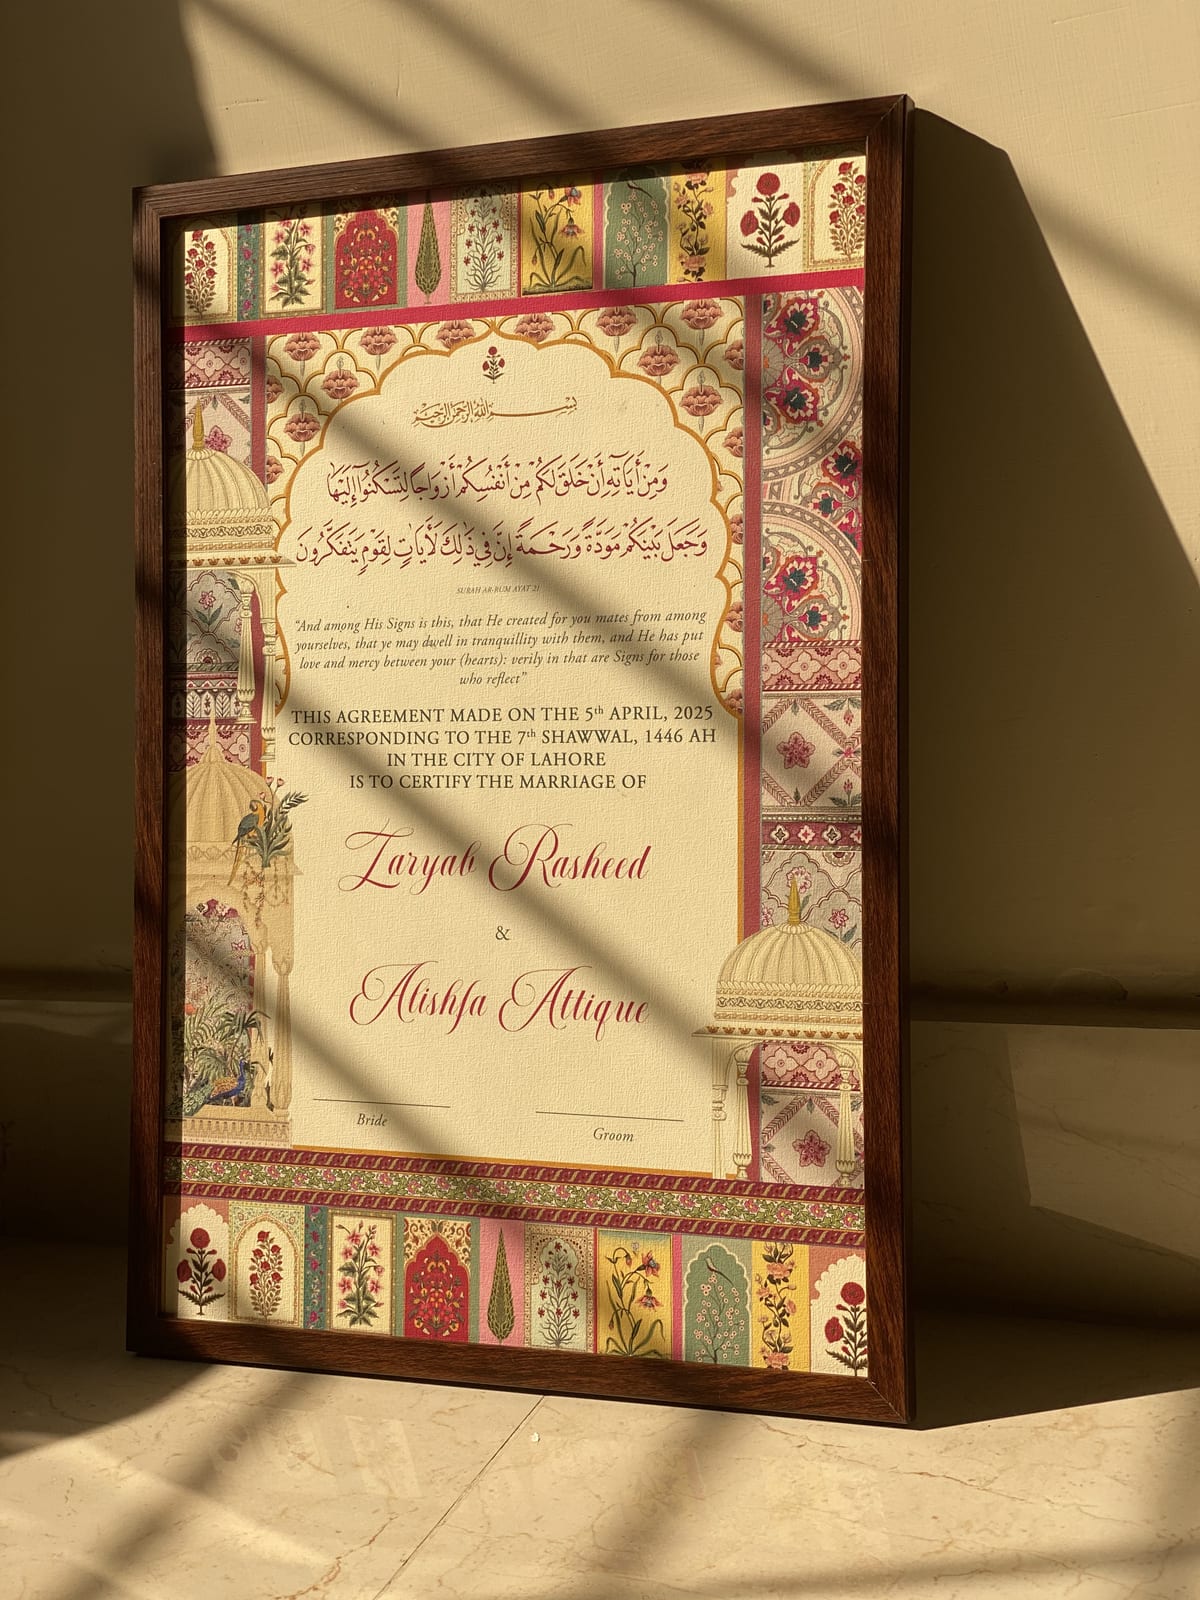 بسم الله الرحمن الرحيم
وَمِنْ أَيَاتِهِ أَنْ خَلَقَ لَكُمْ مِنْ أَنْفُسِكُمْ أَزْوَاجًا لِتَسْكُنُوا إِلَيْهَا
وَجَعَلَ بَيْنَكُمْ مَوَدَّةً وَرَحْمَةً إِنَّ فِي ذَلِكَ لَأَيَاتٍ لِقَوْمٍ يَتَفَكَّرُونَ
SURAH AR-RUM AYAT 21
“And among His Signs is this, that He created for you mates from among
yourselves, that ye may dwell in tranquillity with them, and He has put
love and mercy between your (hearts): verily in that are Signs for those
who reflect”
THIS AGREEMENT MADE ON THE 5th APRIL, 2025
CORRESPONDING TO THE 7th SHAWWAL, 1446 AH
IN THE CITY OF LAHORE
IS TO CERTIFY THE MARRIAGE OF
Zaryab Rasheed
&
Alishfa Attique
Bride
Groom